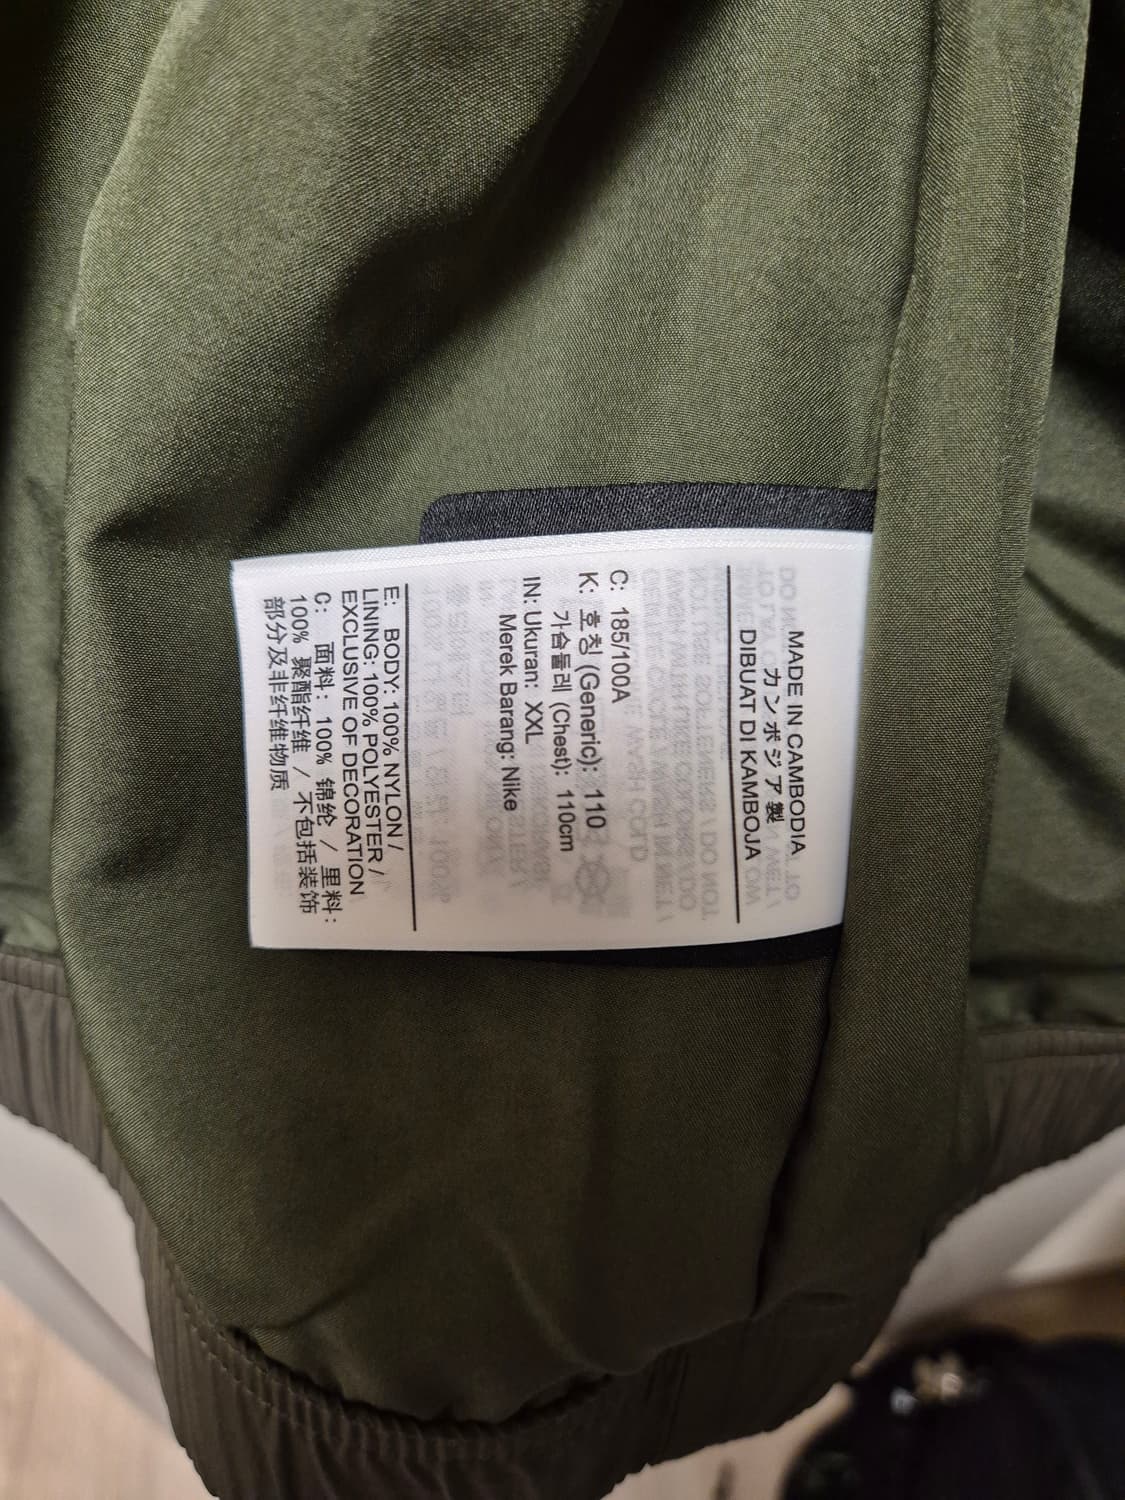 MADE IN CAMBODIA
カンボジア製
DIBUAT DI KAMBOJA
C: 185/100A
K: 호칭 (Generic): 110
가슴둘레 (Chest): 110cm
IN: Ukuran: XXL
Merek Barang: Nike
E: BODY: 100% NYLON /
LINING: 100% POLYESTER /
EXCLUSIVE OF DECORATION
C: 面料: 100% 锦纶 / 里料:
100% 聚酯纤维 / 不包括装饰
部分及非纤维物质